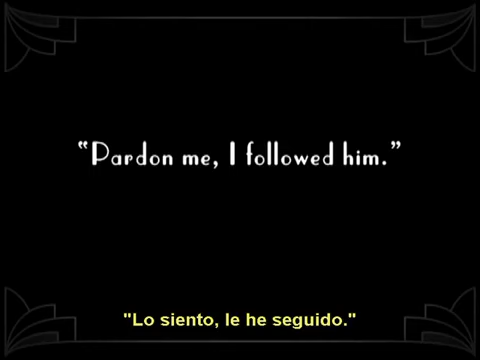 “Pardon me, I followed him.”
"Lo siento, le he seguido."